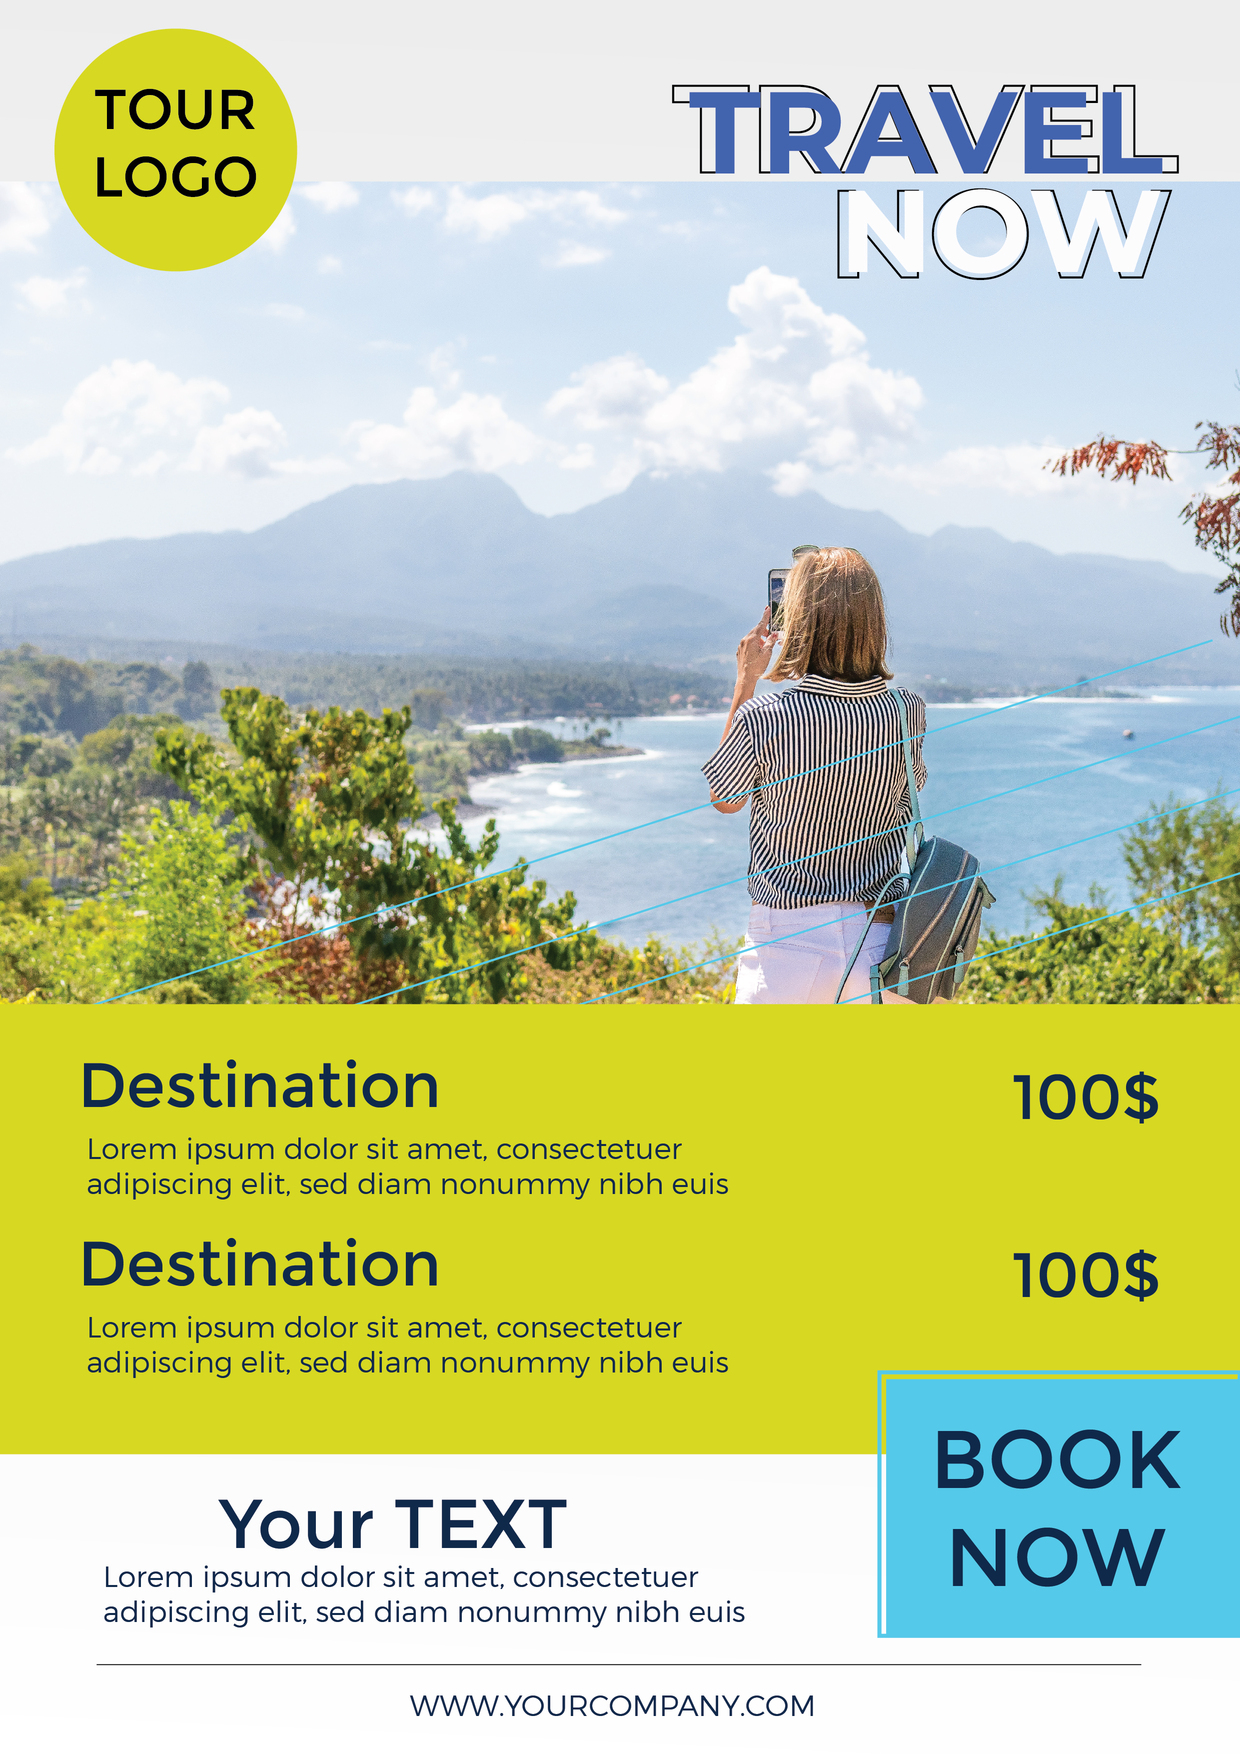 TOUR
LOGO
TRAVEL
NOW
Destination
100$
Lorem ipsum dolor sit amet, consectetuer
adipiscing elit, sed diam nonummy nibh euis
Destination
100$
Lorem ipsum dolor sit amet, consectetuer
adipiscing elit, sed diam nonummy nibh euis
BOOK
NOW
Your TEXT
Lorem ipsum dolor sit amet, consectetuer
adipiscing elit, sed diam nonummy nibh euis
WWW.YOURCOMPANY.COM